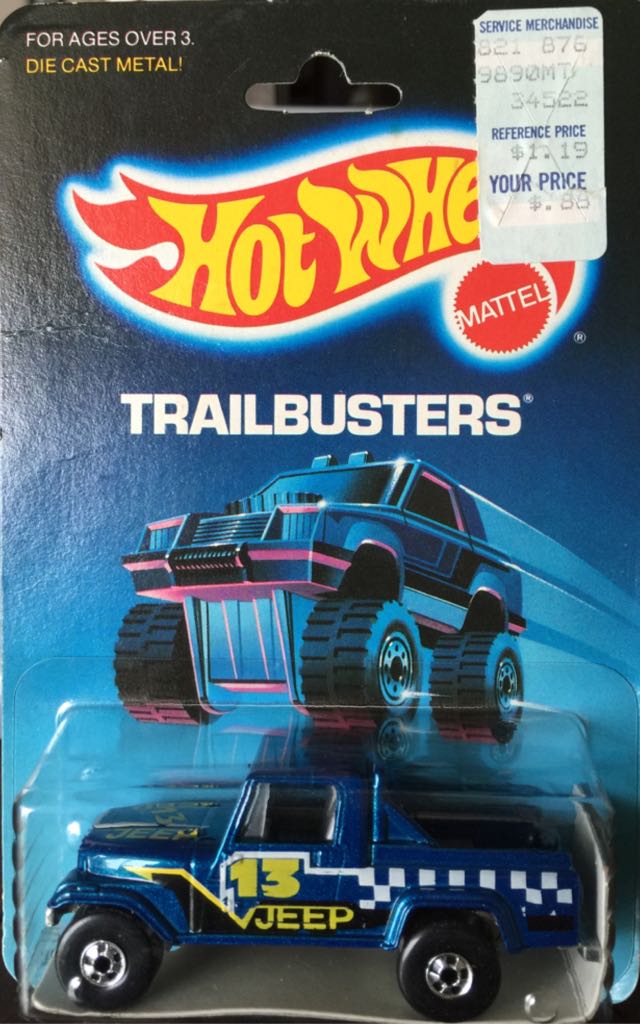 FOR AGES OVER 3.
DIE CAST METAL!
SERVICE MERCHANDISE
821 876
9890MT
34522
REFERENCE PRICE
$1.19
YOUR PRICE
$.88
HOT WHE
MATTEL
®
TRAILBUSTERS®
JEEP
13
JEEP